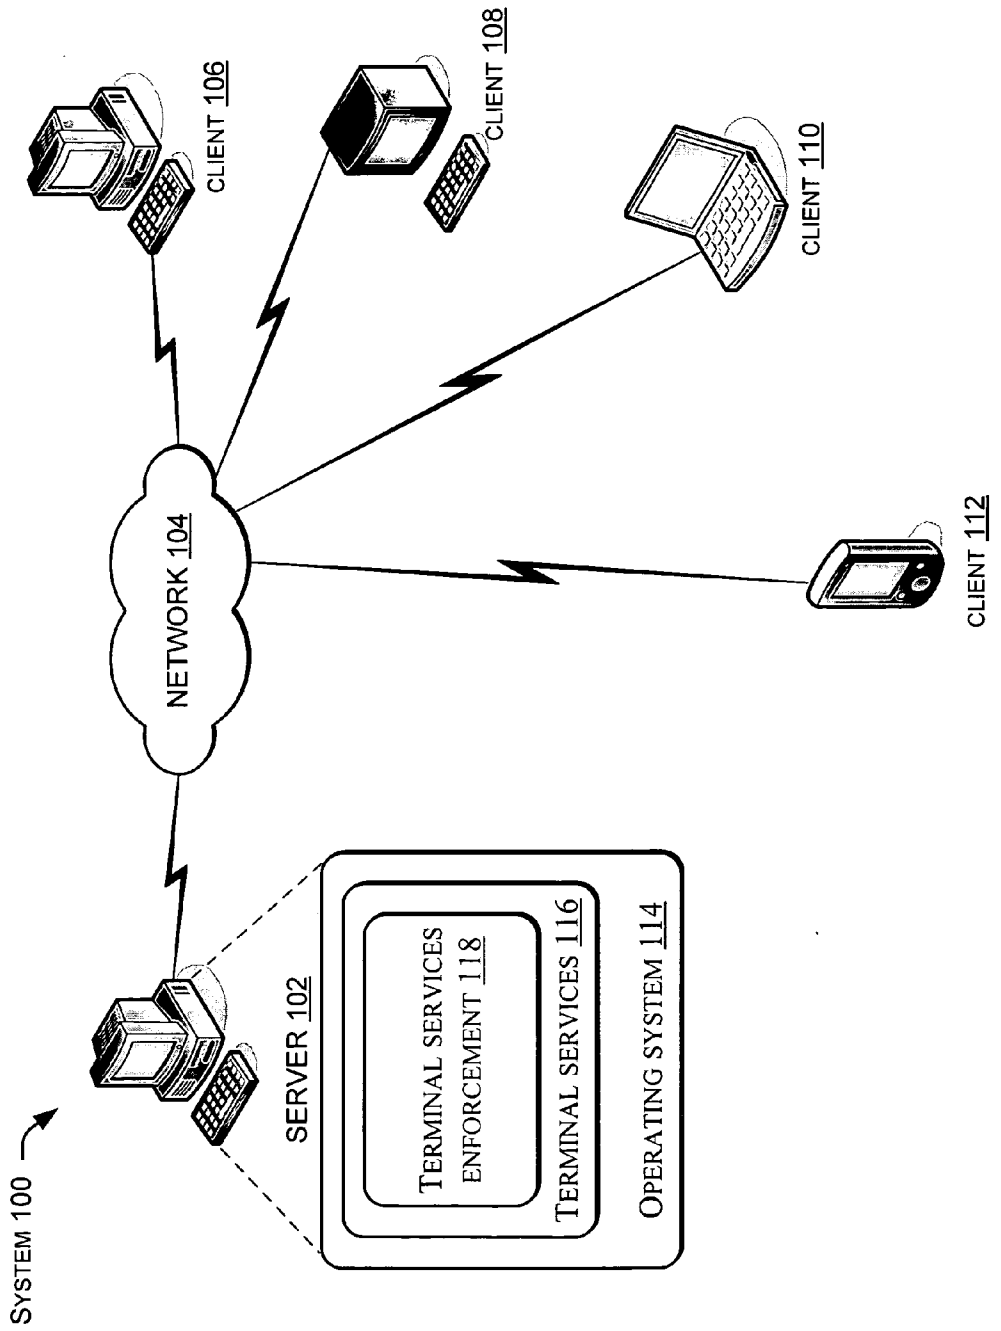 SYSTEM 100
SERVER 102
TERMINAL SERVICES
ENFORCEMENT 118
TERMINAL SERVICES 116
OPERATING SYSTEM 114
NETWORK 104
CLIENT 106
CLIENT 108
CLIENT 110
CLIENT 112